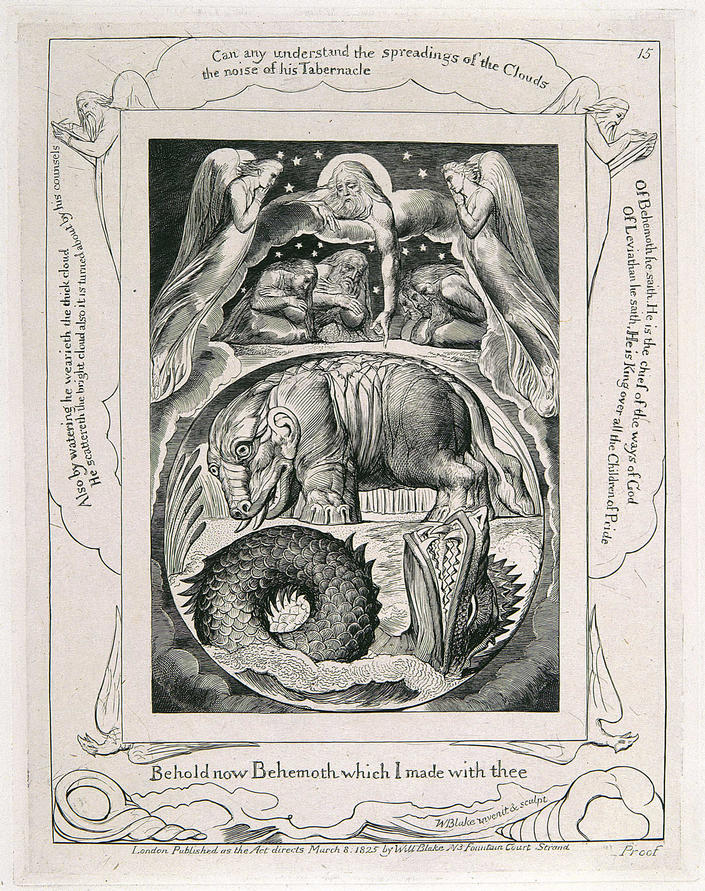 15
Can any understand the spreadings of the Clouds
the noise of his Tabernacle
Also by watering he wearieth the thick cloud
He scattereth the bright cloud also it is turned about by his counsels
Of Behemoth he saith, He is the chief of the ways of God
Of Leviathan he saith, He is King over all the Children of Pride
Behold now Behemoth which I made with thee
WBlake invenit & sculpt
London Published as the Act directs March 8. 1825 by Will Blake N3 Fountain Court Strand
Proof